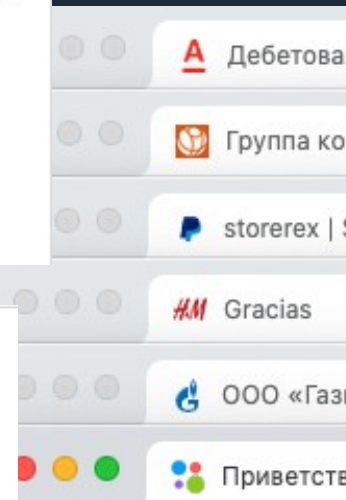 A Дебетова
Группа ко
storerex |
H&M Gracias
ООО «Газ
Приветств